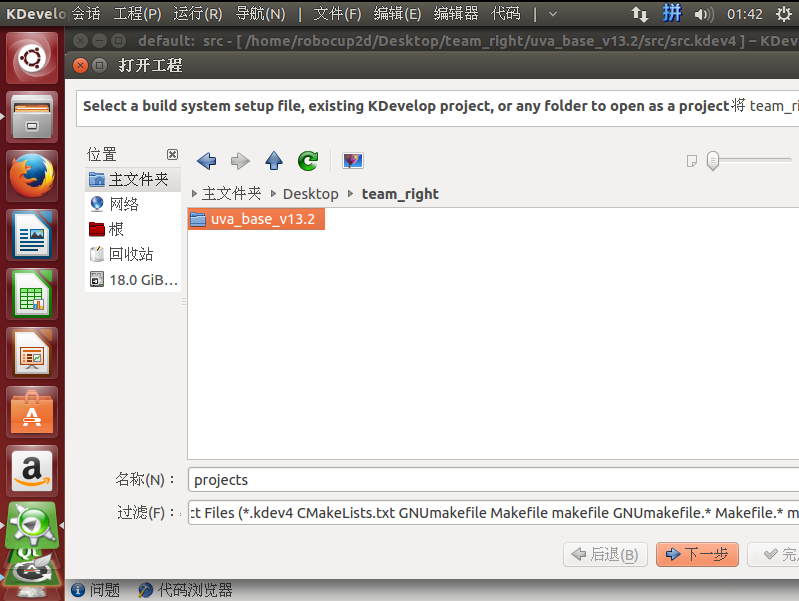 KDevelo 会话 工程(P) 运行(R) 导航(N) | 文件(F) 编辑(E) 编辑器 代码 | 拼 01:42
default: src - [ /home/robocup2d/Desktop/team_right/uva_base_v13.2/src/src.kdev4 ] – KDev
打开工程
Select a build system setup file, existing KDevelop project, or any folder to open as a project将 team_ri
位置
主文件夹
网络
根
回收站
18.0 GiB...
主文件夹 Desktop team_right
uva_base_v13.2
名称(N)：
projects
过滤(F)：
ct Files (*.kdev4 CMakeLists.txt GNUmakefile Makefile makefile GNUmakefile.* Makefile.* m
后退(B) 下一步 完
问题 代码浏览器